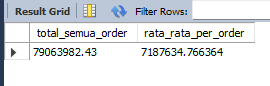 Result Grid Filter Rows:
total_semua_order rata_rata_per_order
79063982.43 7187634.766364